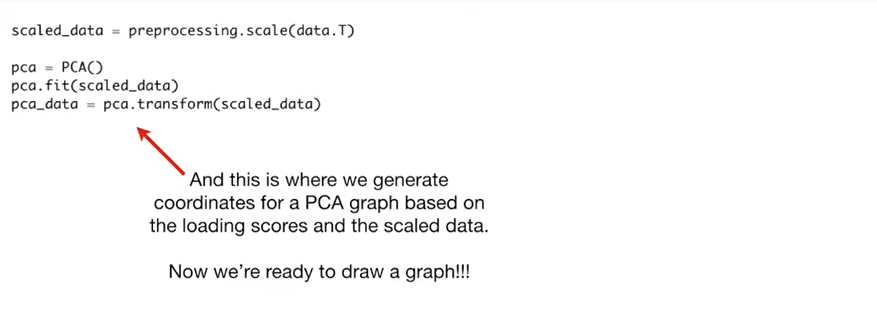 scaled_data = preprocessing.scale(data.T)
pca = PCA()
pca.fit(scaled_data)
pca_data = pca.transform(scaled_data)
And this is where we generate
coordinates for a PCA graph based on
the loading scores and the scaled data.
Now we're ready to draw a graph!!!